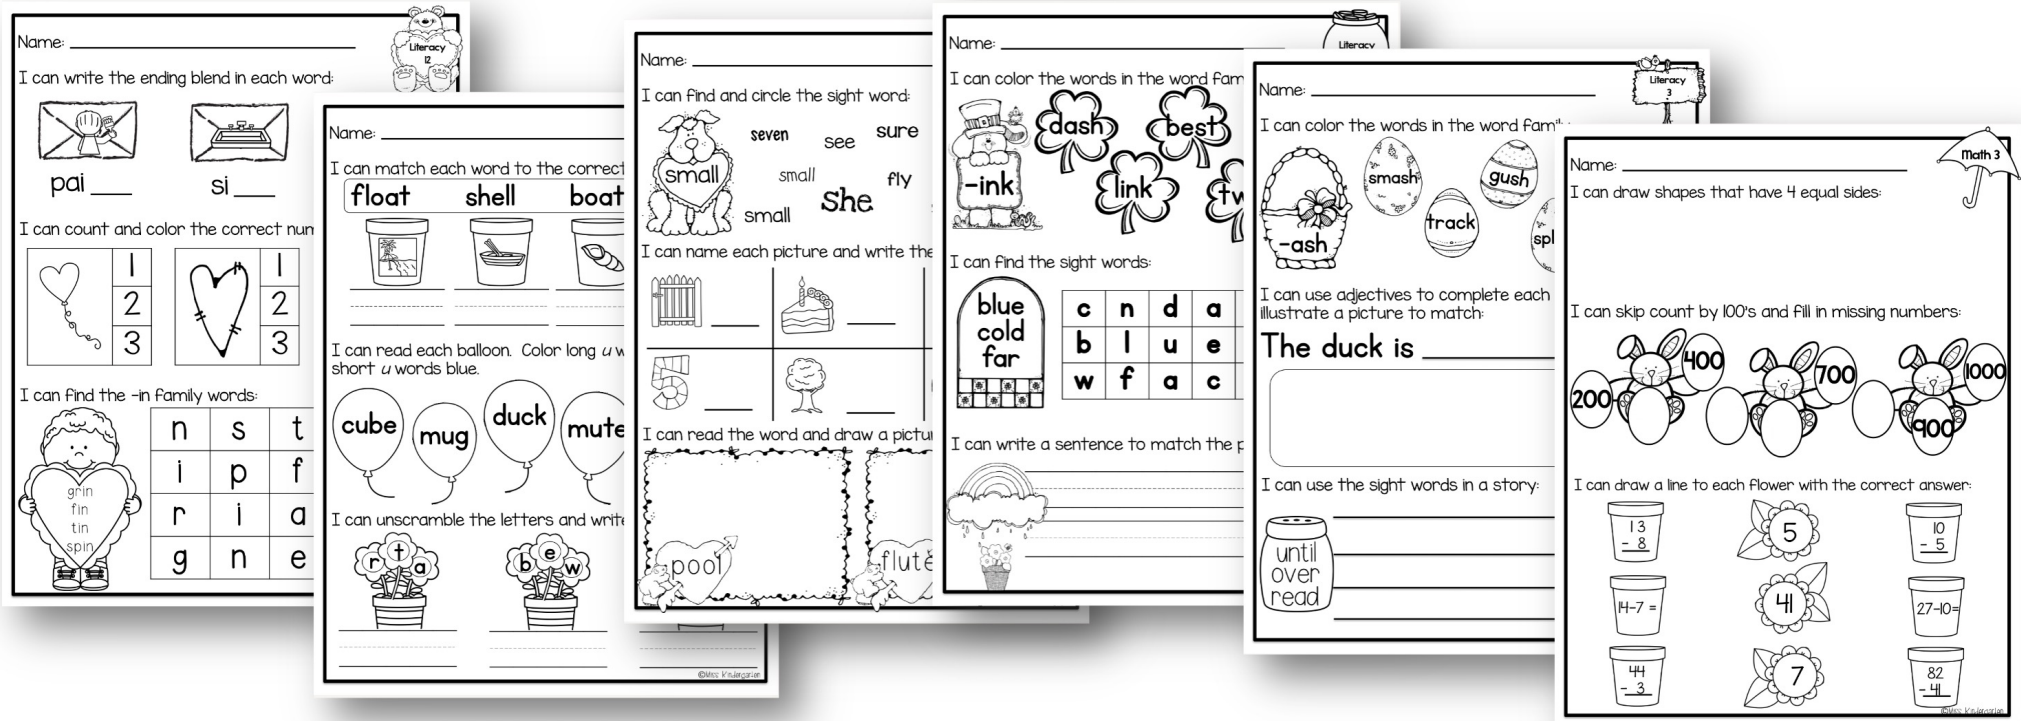 Name:
Literacy
12
I can write the ending blend in each word:
pai
si
I can count and color the correct num
1
2
3
1
2
3
I can find the -in family words:
grin
fin
tin
spin
n s t
i p f
r i a
g n e
Name:
I can match each word to the correct
float shell boat
I can read each balloon. Color long u w
short u words blue.
cube
mug
duck
mute
I can unscramble the letters and write
r t a
b e w
©Miss Kindergarten
Name:
I can find and circle the sight word:
small
seven
see
sure
small
fly
small
she
I can name each picture and write the
5
I can read the word and draw a pictu
pool
flute
Name:
Literacy
I can color the words in the word fam
-ink
dash
best
link
tw
I can find the sight words:
blue
cold
far
c n d a
b l u e
w f a c
I can write a sentence to match the p
Name:
Literacy
3
I can color the words in the word family
-ash
smash
gush
track
spl
I can use adjectives to complete each
illustrate a picture to match:
The duck is
I can use the sight words in a story:
until
over
read
Name:
Math 3
I can draw shapes that have 4 equal sides:
I can skip count by 100's and fill in missing numbers:
200
400
700
900
1000
I can draw a line to each flower with the correct answer:
13
- 8
5
10
- 5
14-7 =
41
27-10=
44
- 3
7
82
- 41
©Miss Kindergarten